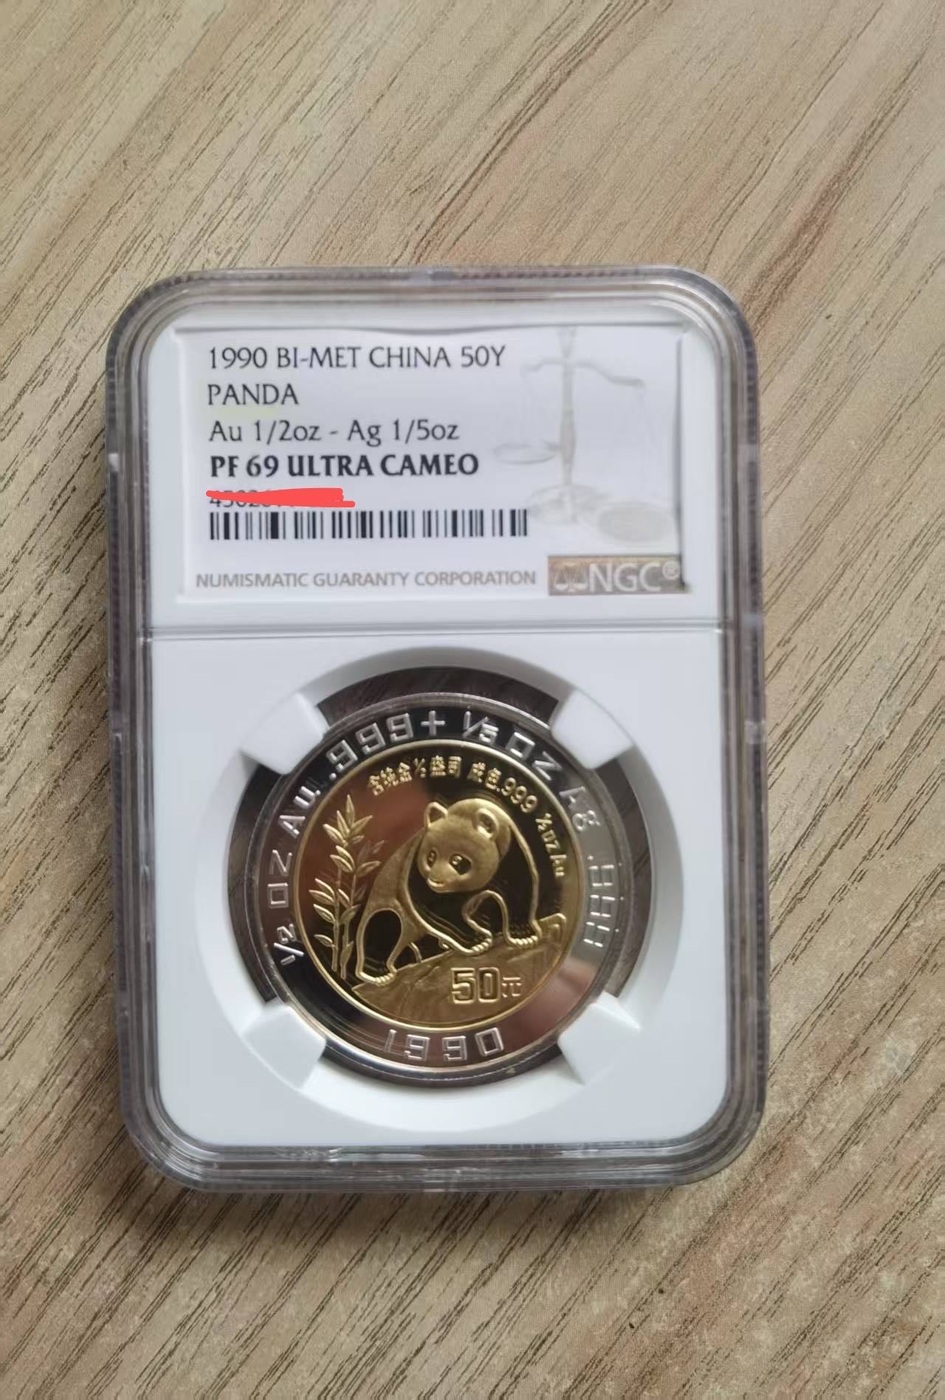 1990 BI-MET CHINA 50Y
PANDA
Au 1/2oz - Ag 1/5oz
PF 69 ULTRA CAMEO
NUMISMATIC GUARANTY CORPORATION
NGC®
1/2 OZ Au .999 + 1/5 OZ Ag .999
含纯金½盎司 成色.999 ½OZAu
50元
1990